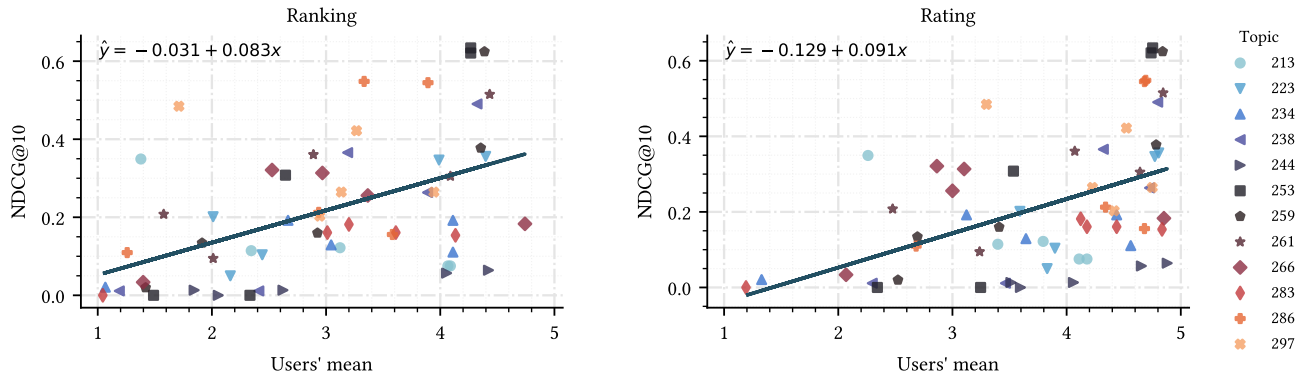 Ranking
ŷ = −0.031 + 0.083x
NDCG@10
0.6
0.4
0.2
0.0
1 2 3 4 5
Users' mean
Rating
ŷ = −0.129 + 0.091x
NDCG@10
0.6
0.4
0.2
0.0
1 2 3 4 5
Users' mean
Topic
213
223
234
238
244
253
259
261
266
283
286
297